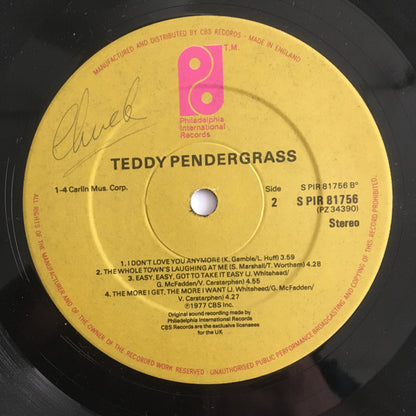 MANUFACTURED AND DISTRIBUTED BY CBS RECORDS - MADE IN ENGLAND
T.M.
Philadelphia
International
Records
TEDDY PENDERGRASS
1-4 Carlin Mus. Corp.
Side
2
S PIR 81756 B°
S PIR 81756
(PZ 34390)
Stereo
1. I DON'T LOVE YOU ANYMORE (K. Gamble/L. Huff) 3.59
2. THE WHOLE TOWN'S LAUGHING AT ME (S. Marshall/T. Wortham) 4.28
3. EASY, EASY, GOT TO TAKE IT EASY (J. Whitehead/
G. McFadden/V. Carstarphen) 4.55
4. THE MORE I GET, THE MORE I WANT (J. Whitehead/G. McFadden/
V. Carstarphen) 4.27
℗1977 CBS Inc.
Original sound recording made by
Philadelphia International Records
CBS Records are the exclusive licensees
for the UK
ALL RIGHTS OF THE MANUFACTURER AND OF THE OWNER OF THE RECORDED WORK RESERVED - UNAUTHORISED PUBLIC PERFORMANCE BROADCASTING AND COPYING OF THIS RECORD PROHIBITED.